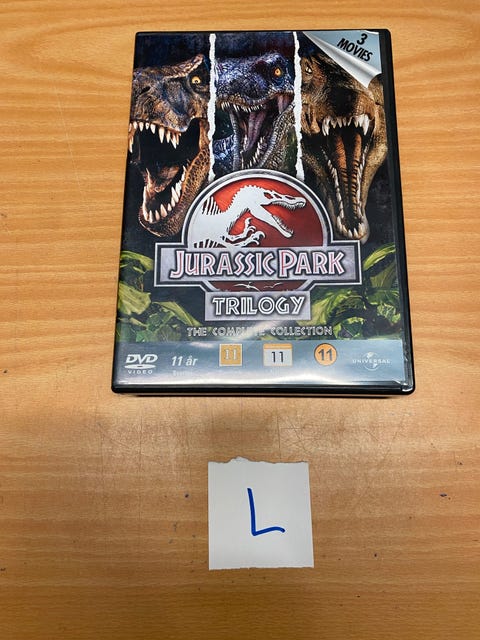 3
MOVIES
JURASSIC PARK
TRILOGY
THE COMPLETE COLLECTION
DVD
VIDEO
11 år
11
11
11
UNIVERSAL
L